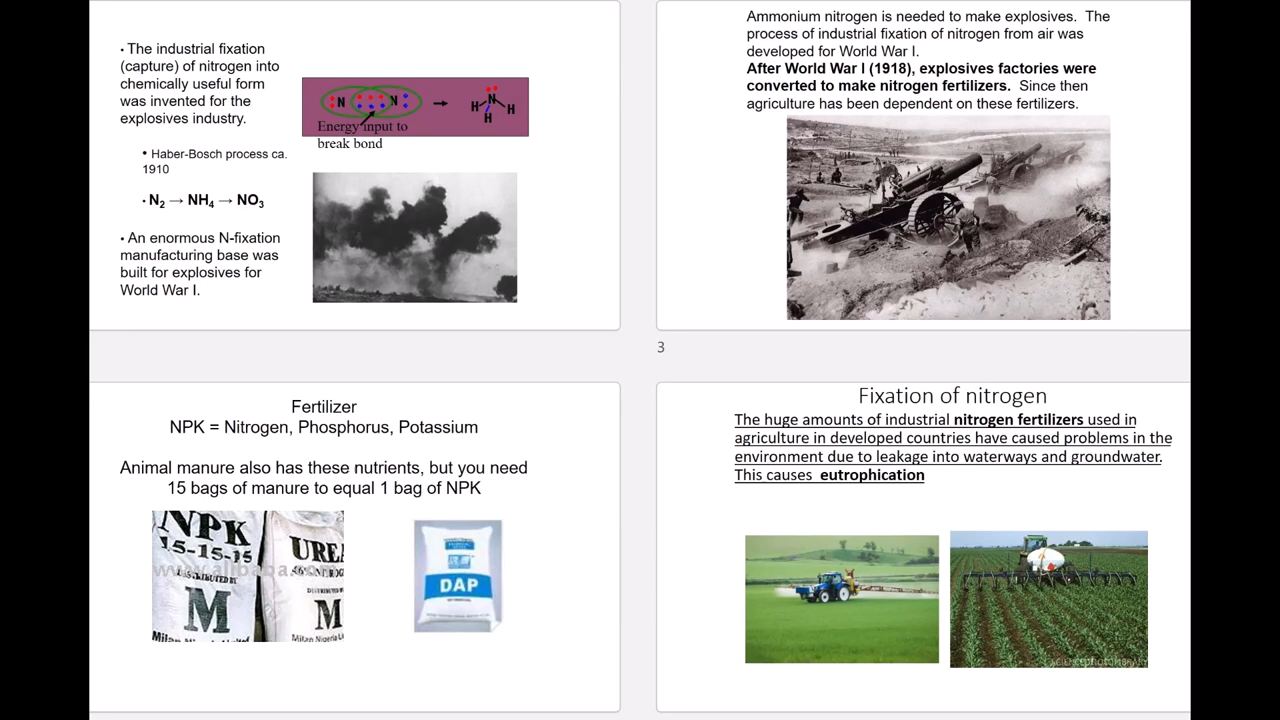 • The industrial fixation
(capture) of nitrogen into
chemically useful form
was invented for the
explosives industry.
• Haber-Bosch process ca.
1910
• N₂ → NH₄ → NO₃
• An enormous N-fixation
manufacturing base was
built for explosives for
World War I.
N N → N
H H
H
Energy input to
break bond
Ammonium nitrogen is needed to make explosives. The
process of industrial fixation of nitrogen from air was
developed for World War I.
After World War I (1918), explosives factories were
converted to make nitrogen fertilizers. Since then
agriculture has been dependent on these fertilizers.
3
Fertilizer
NPK = Nitrogen, Phosphorus, Potassium
Animal manure also has these nutrients, but you need
15 bags of manure to equal 1 bag of NPK
NPK
15-15-15
DISTRIBUTED BY
M
UREA
46%
M
www.alibaba.com
DAP
Fixation of nitrogen
The huge amounts of industrial nitrogen fertilizers used in
agriculture in developed countries have caused problems in the
environment due to leakage into waterways and groundwater.
This causes eutrophication
SCIENCEPHOTOLIBRARY